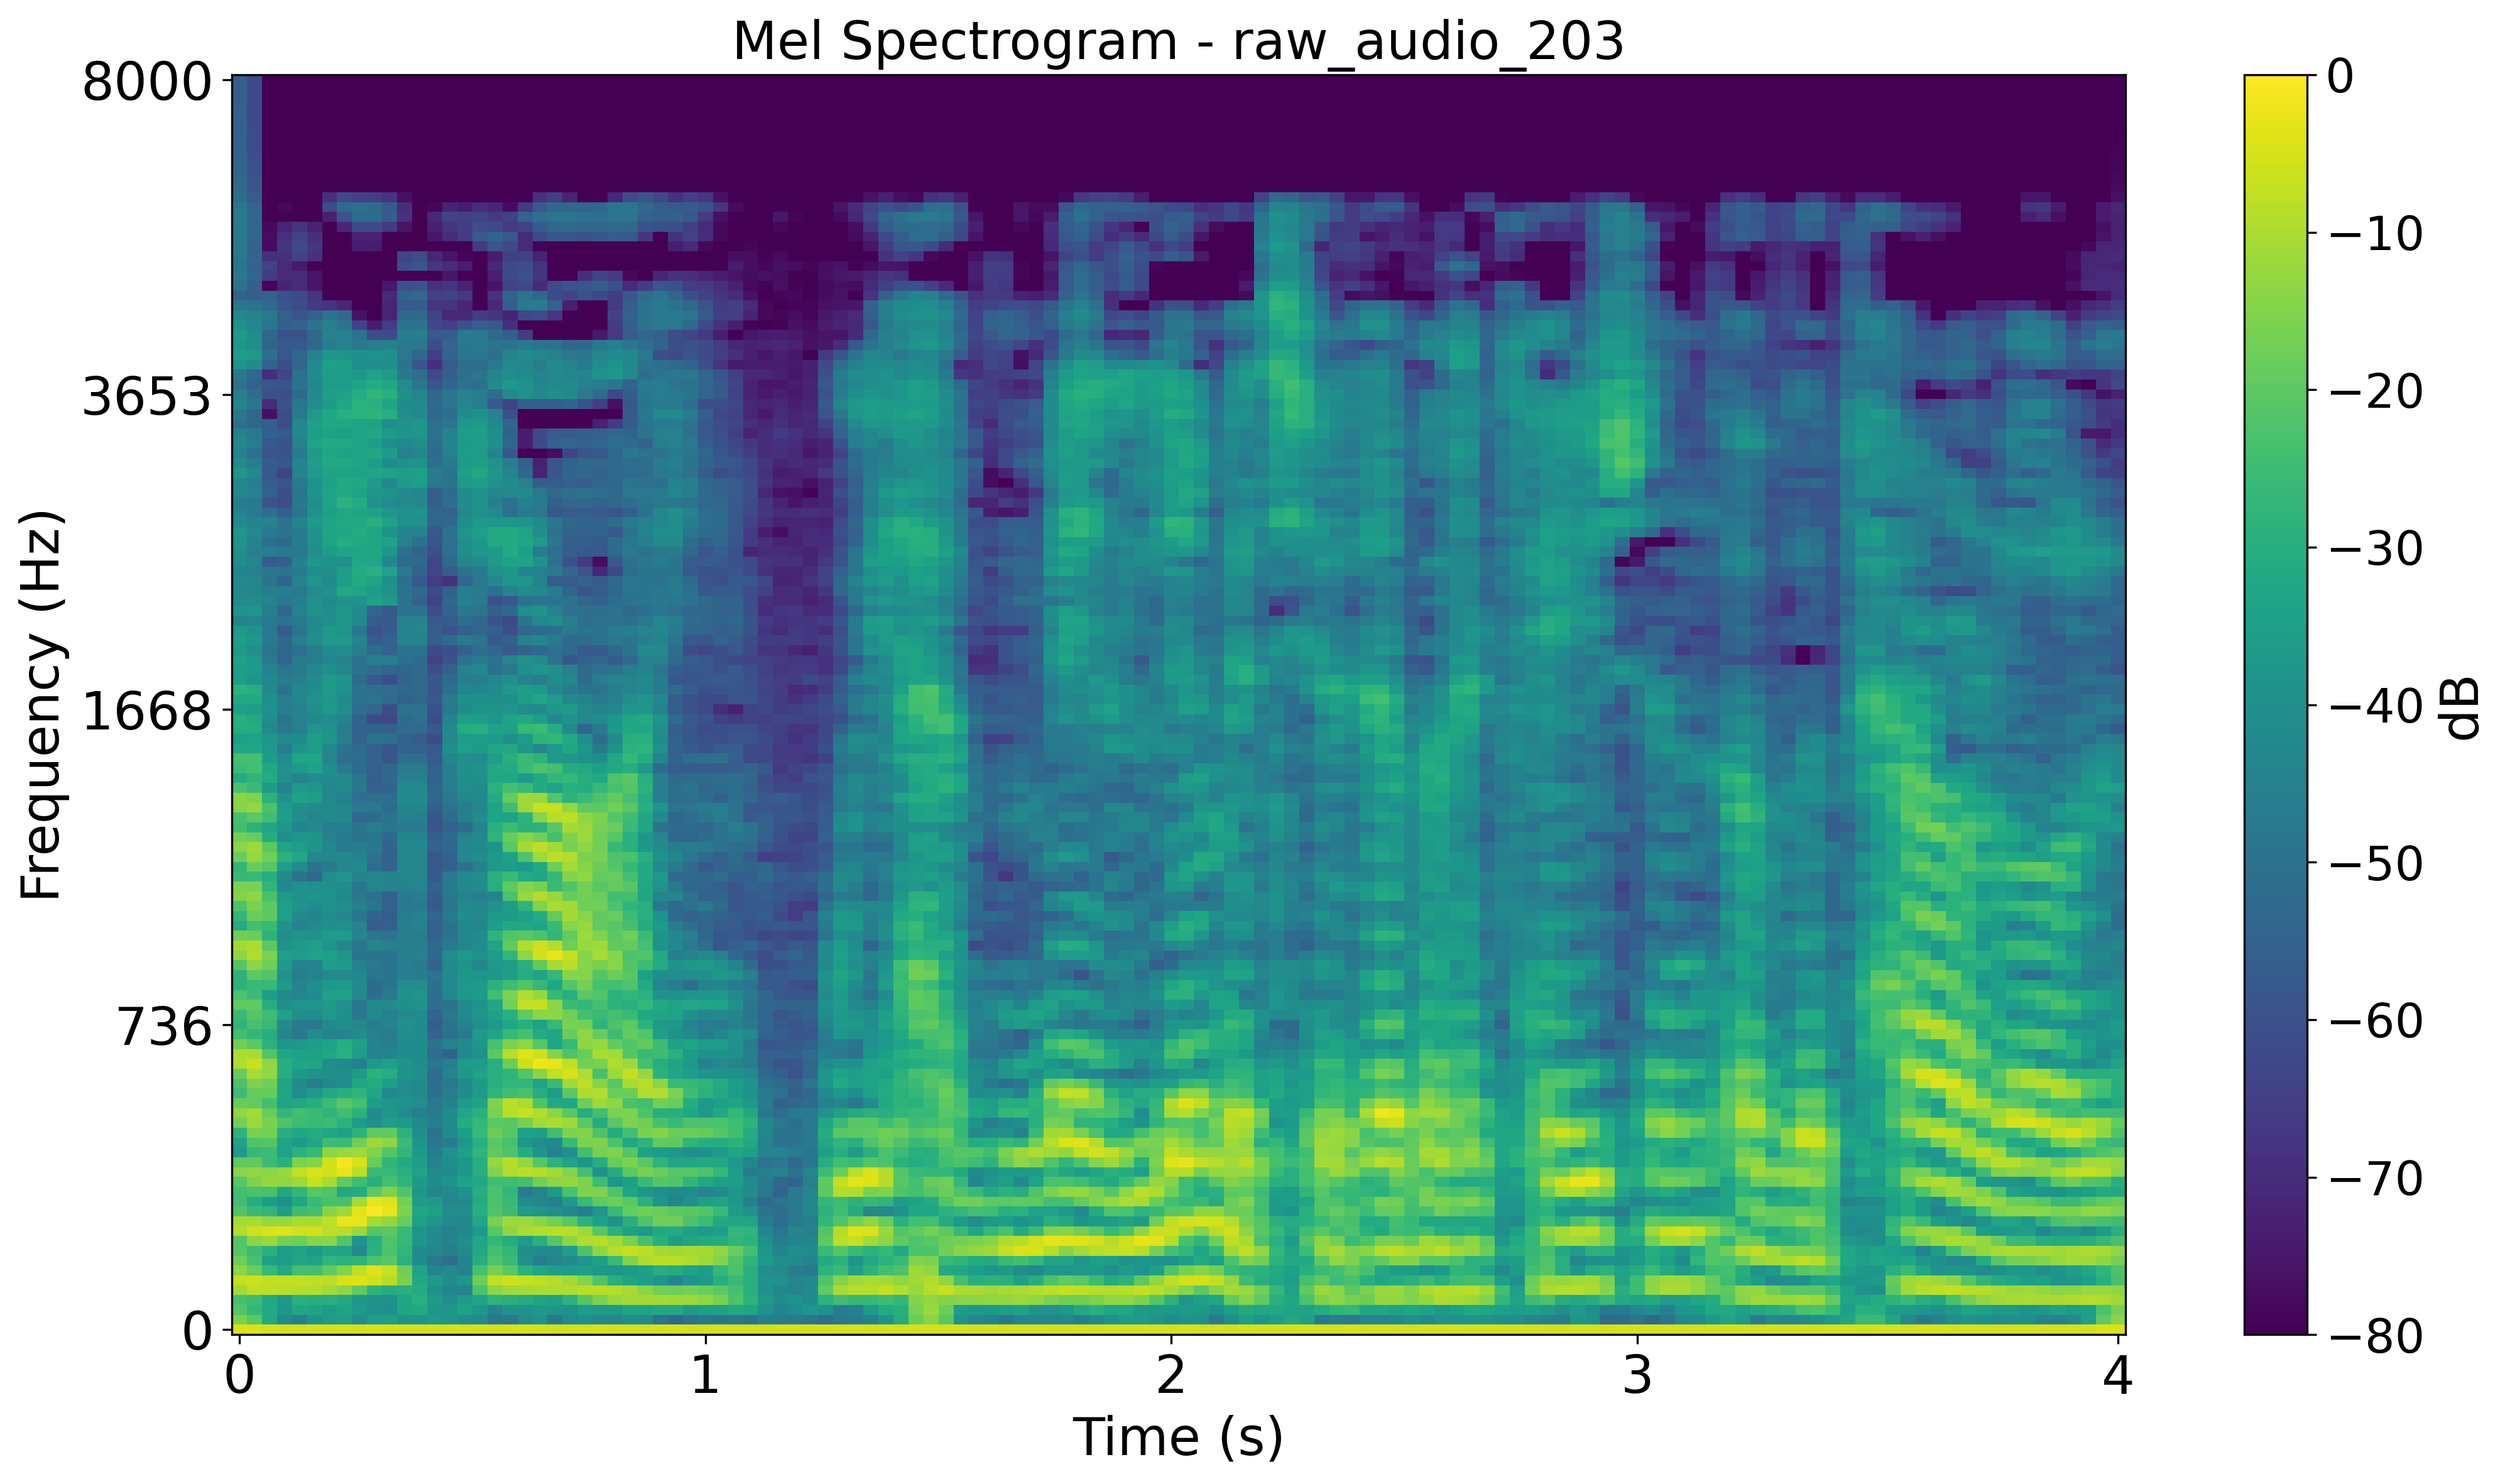 Mel Spectrogram - raw_audio_203
8000
3653
1668
736
0
Frequency (Hz)
0 1 2 3 4
Time (s)
0
−10
−20
−30
−40
−50
−60
−70
−80
dB